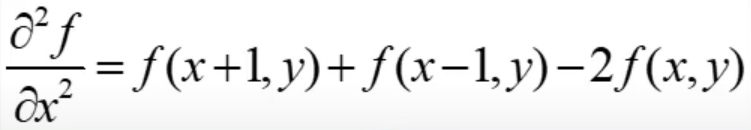 ∂²f/∂x² = f(x+1,y)+f(x−1,y)−2f(x,y)